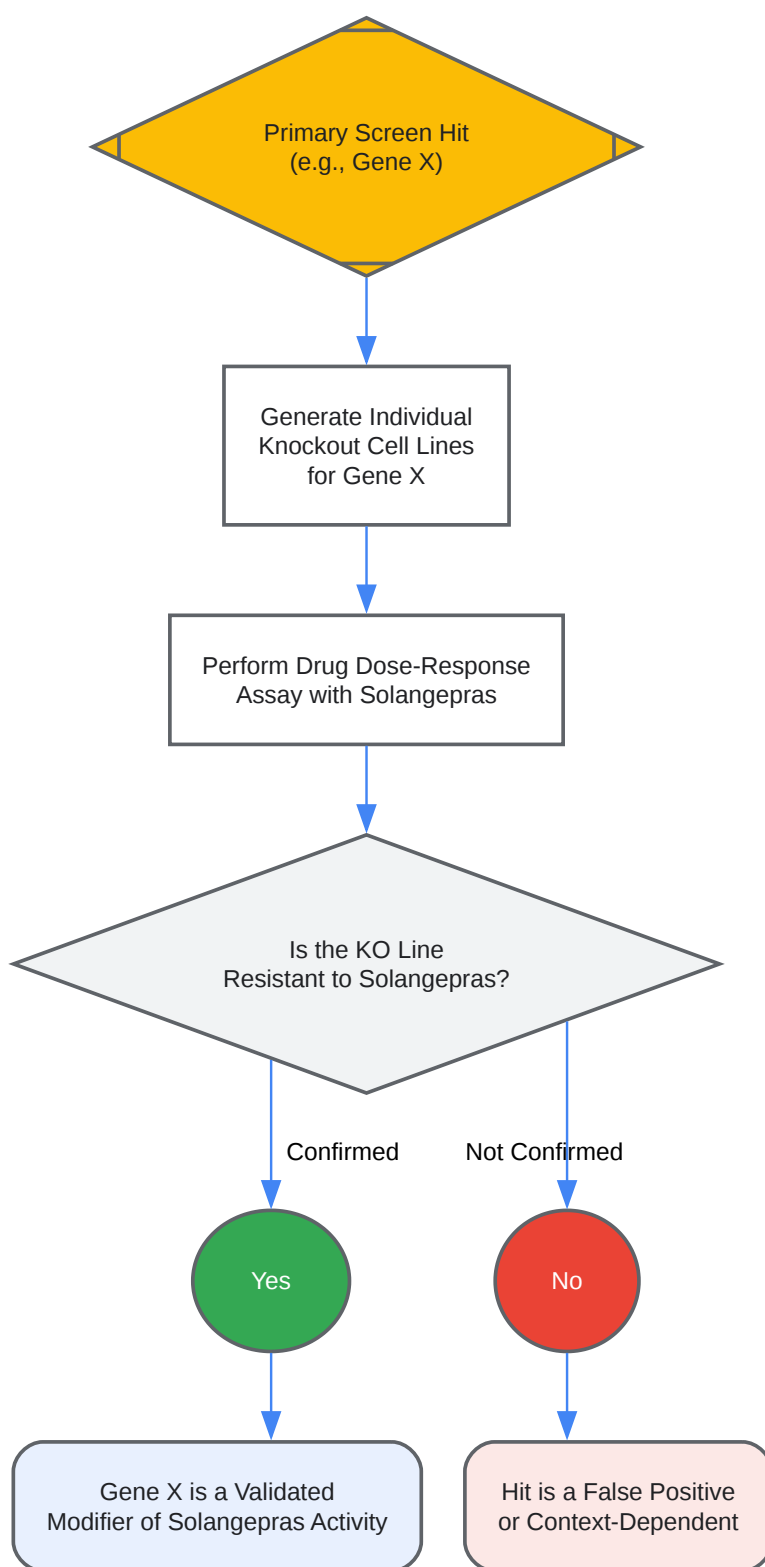 Primary Screen Hit
(e.g., Gene X)
Generate Individual
Knockout Cell Lines
for Gene X
Perform Drug Dose-Response
Assay with Solangepras
Is the KO Line
Resistant to Solangepras?
Confirmed
Not Confirmed
Yes
No
Gene X is a Validated
Modifier of Solangepras Activity
Hit is a False Positive
or Context-Dependent